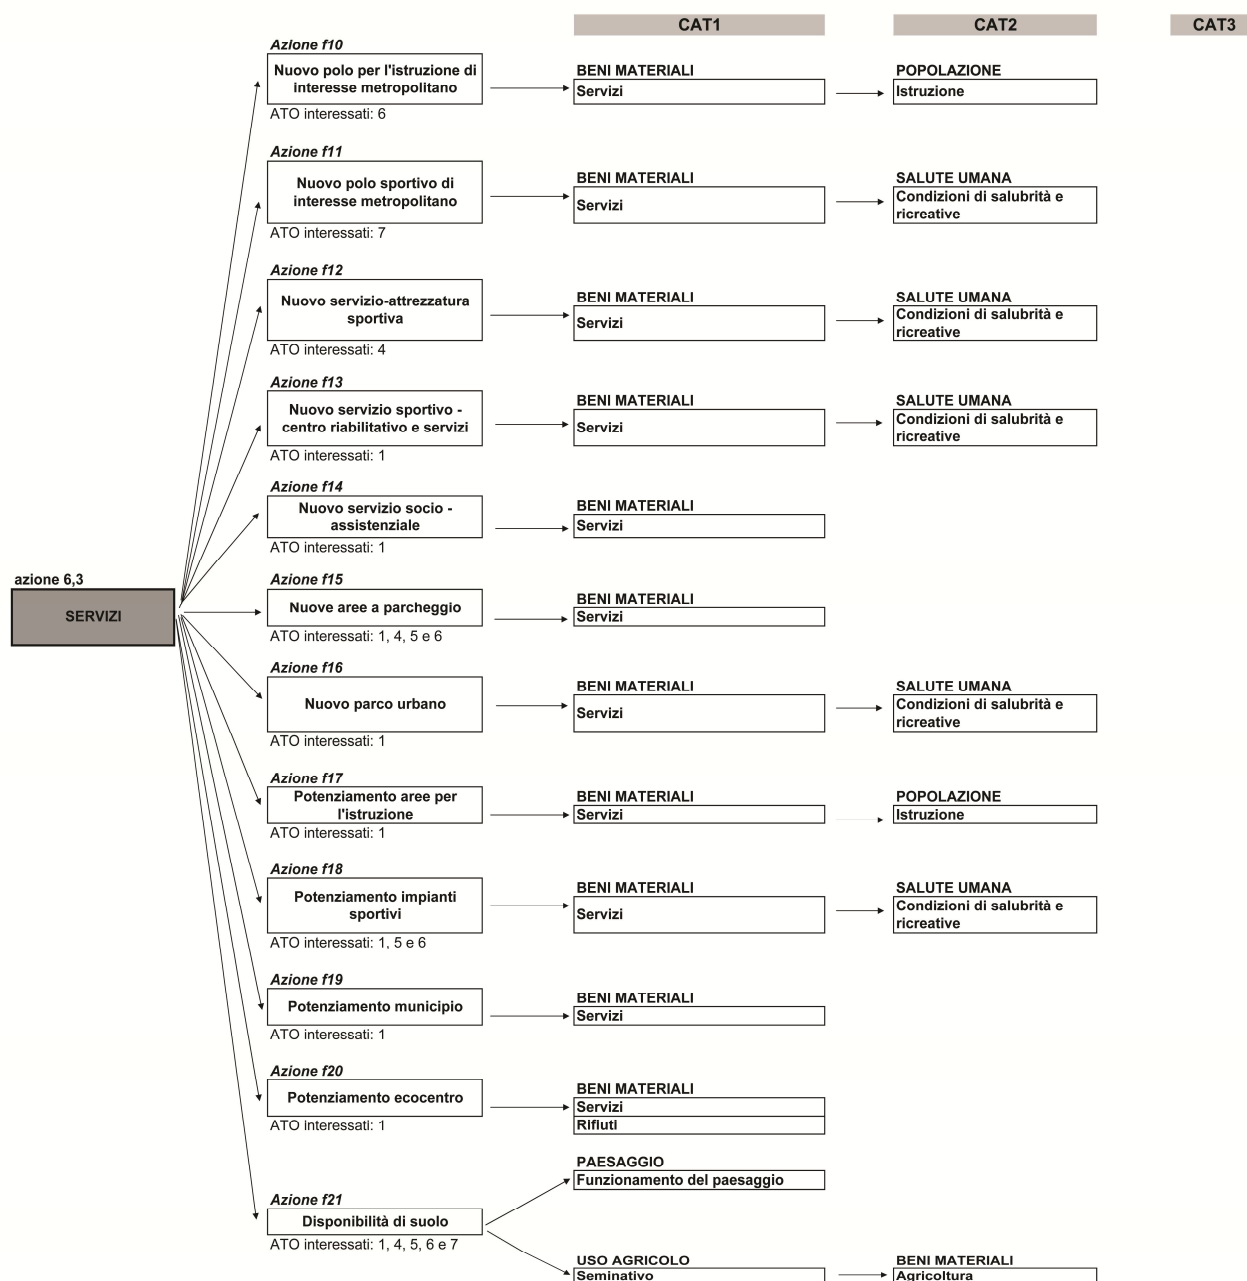 CAT1
CAT2
CAT3
azione 6,3
SERVIZI
Azione f10
Nuovo polo per l'istruzione di
interesse metropolitano
ATO interessati: 6
BENI MATERIALI
Servizi
POPOLAZIONE
Istruzione
Azione f11
Nuovo polo sportivo di
interesse metropolitano
ATO interessati: 7
BENI MATERIALI
Servizi
SALUTE UMANA
Condizioni di salubrità e
ricreative
Azione f12
Nuovo servizio-attrezzatura
sportiva
ATO interessati: 4
BENI MATERIALI
Servizi
SALUTE UMANA
Condizioni di salubrità e
ricreative
Azione f13
Nuovo servizio sportivo -
centro riabilitativo e servizi
ATO interessati: 1
BENI MATERIALI
Servizi
SALUTE UMANA
Condizioni di salubrità e
ricreative
Azione f14
Nuovo servizio socio -
assistenziale
ATO interessati: 1
BENI MATERIALI
Servizi
Azione f15
Nuove aree a parcheggio
ATO interessati: 1, 4, 5 e 6
BENI MATERIALI
Servizi
Azione f16
Nuovo parco urbano
ATO interessati: 1
BENI MATERIALI
Servizi
SALUTE UMANA
Condizioni di salubrità e
ricreative
Azione f17
Potenziamento aree per
l'istruzione
ATO interessati: 1
BENI MATERIALI
Servizi
POPOLAZIONE
Istruzione
Azione f18
Potenziamento impianti
sportivi
ATO interessati: 1, 5 e 6
BENI MATERIALI
Servizi
SALUTE UMANA
Condizioni di salubrità e
ricreative
Azione f19
Potenziamento municipio
ATO interessati: 1
BENI MATERIALI
Servizi
Azione f20
Potenziamento ecocentro
ATO interessati: 1
BENI MATERIALI
Servizi
Rifiuti
Azione f21
Disponibilità di suolo
ATO interessati: 1, 4, 5, 6 e 7
PAESAGGIO
Funzionamento del paesaggio
USO AGRICOLO
Seminativo
BENI MATERIALI
Agricoltura